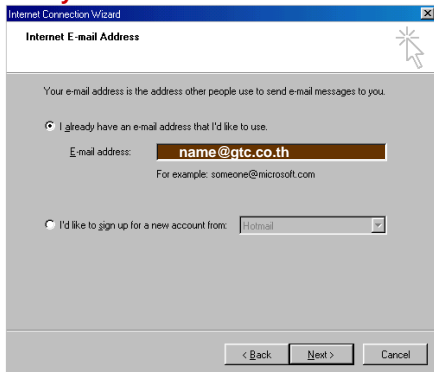 Internet Connection Wizard
Internet E-mail Address
Your e-mail address is the address other people use to send e-mail messages to you.
I already have an e-mail address that I'd like to use.
E-mail address: name@gtc.co.th
For example: someone@microsoft.com
I'd like to sign up for a new account from: Hotmail
< Back Next > Cancel